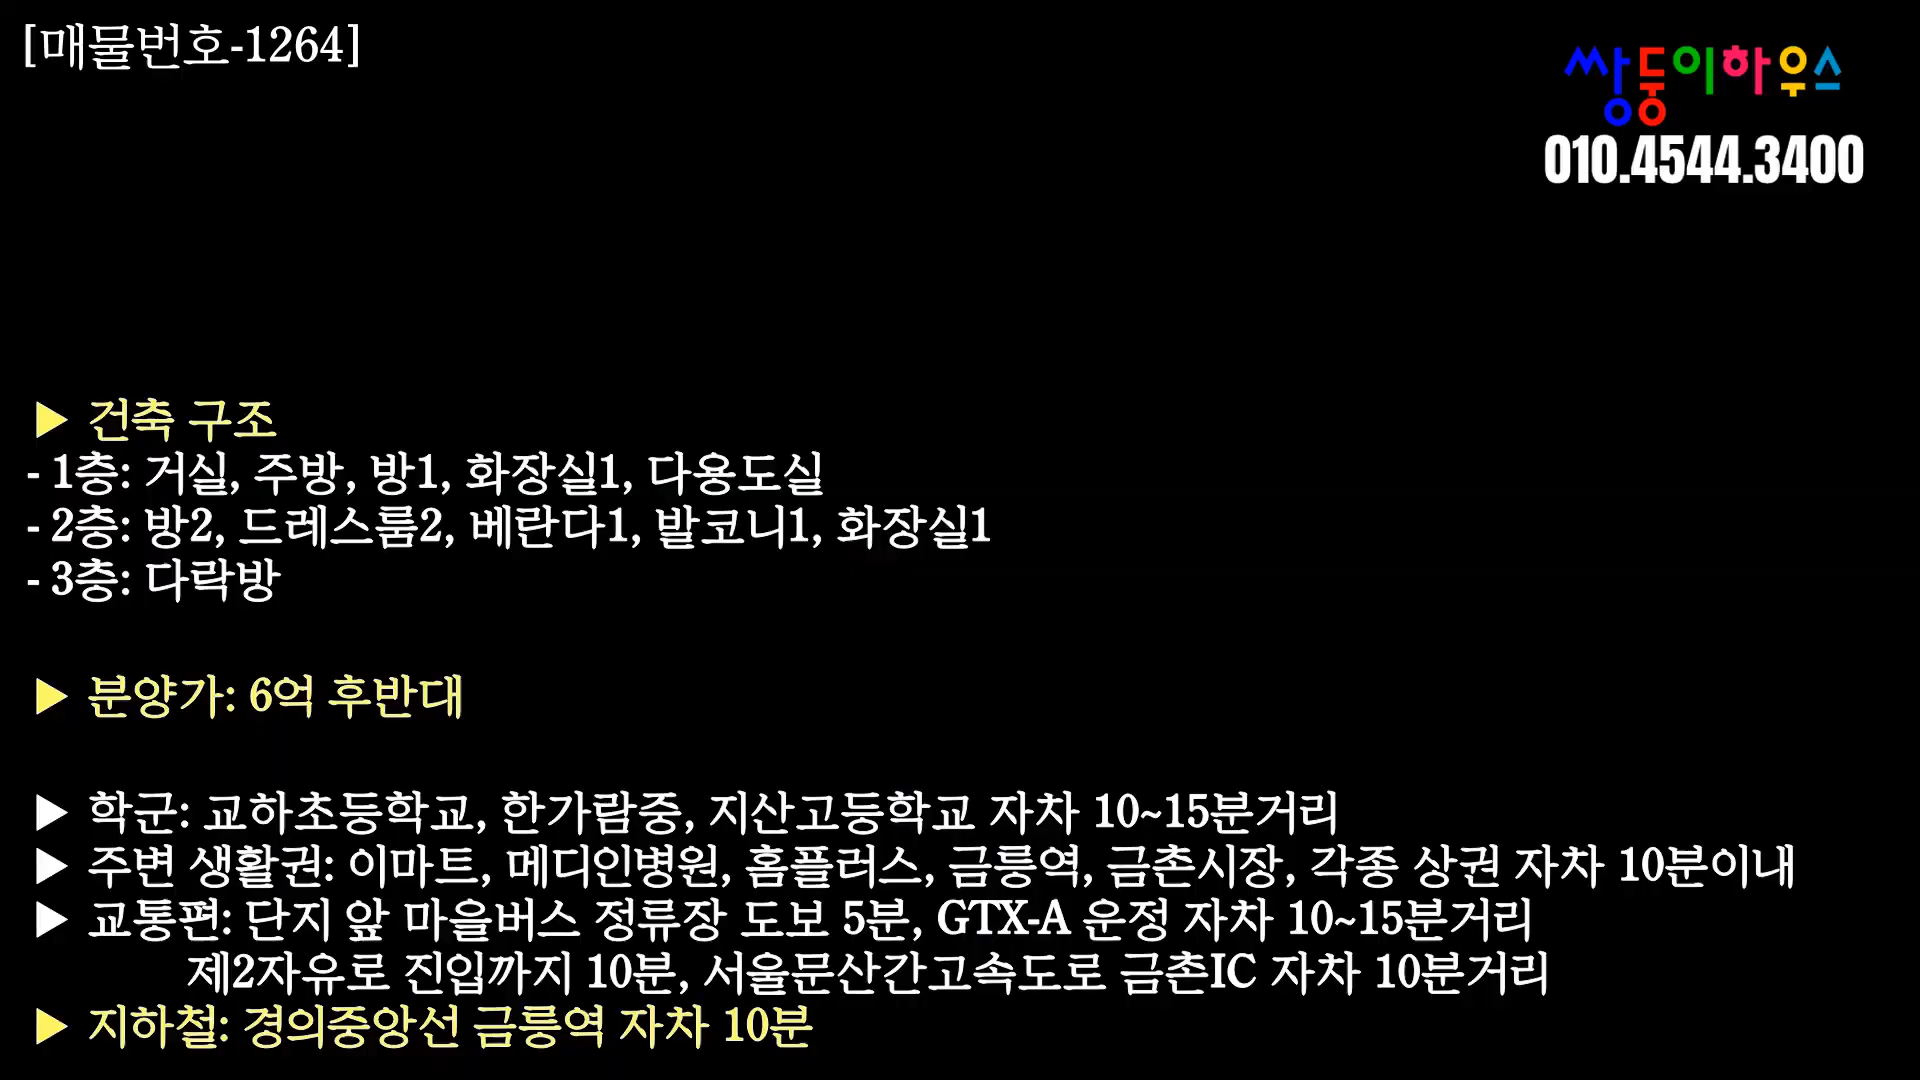 [매물번호-1264]
쌍둥이하우스
010.4544.3400
▶ 건축 구조
- 1층: 거실, 주방, 방1, 화장실1, 다용도실
- 2층: 방2, 드레스룸2, 베란다1, 발코니1, 화장실1
- 3층: 다락방
▶ 분양가: 6억 후반대
▶ 학군: 교하초등학교, 한가람중, 지산고등학교 자차 10~15분거리
▶ 주변 생활권: 이마트, 메디인병원, 홈플러스, 금릉역, 금촌시장, 각종 상권 자차 10분이내
▶ 교통편: 단지 앞 마을버스 정류장 도보 5분, GTX-A 운정 자차 10~15분거리
제2자유로 진입까지 10분, 서울문산간고속도로 금촌IC 자차 10분거리
▶ 지하철: 경의중앙선 금릉역 자차 10분